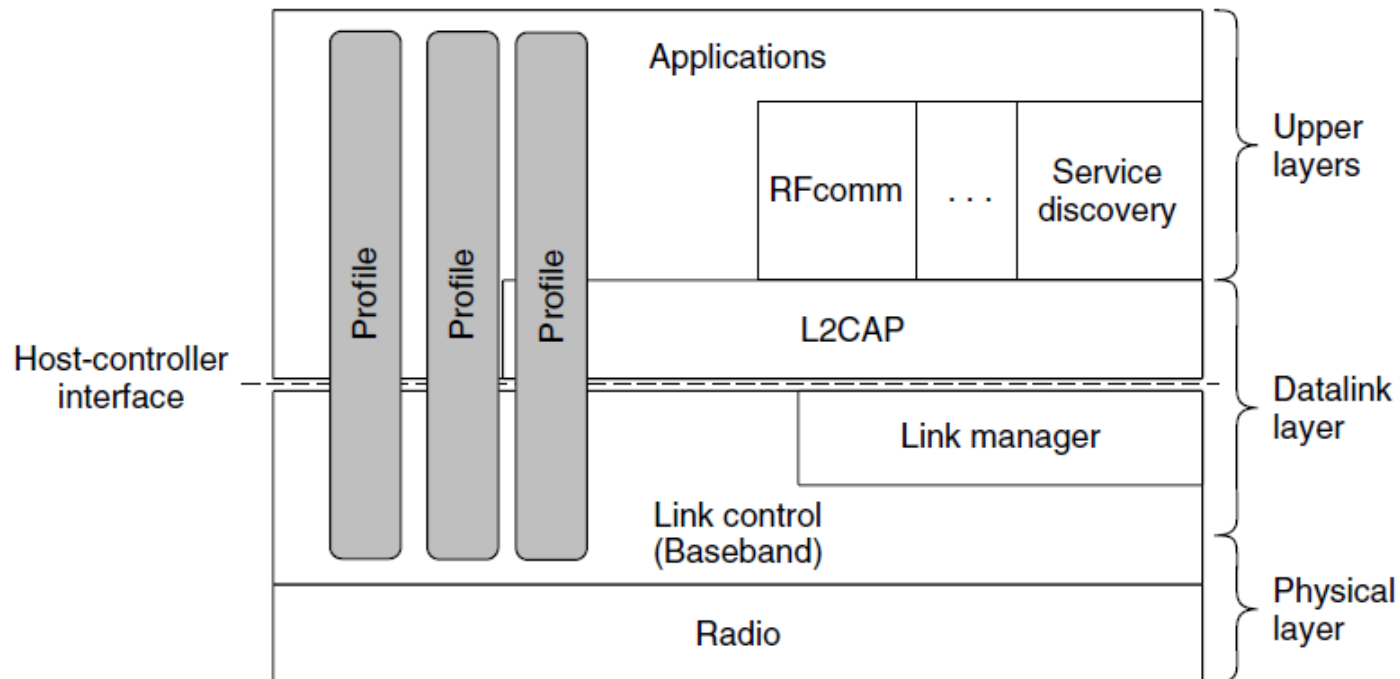 Applications
Upper
layers
RFcomm
. . .
Service
discovery
Profile
Profile
Profile
L2CAP
Host-controller
interface
Datalink
layer
Link manager
Link control
(Baseband)
Physical
layer
Radio